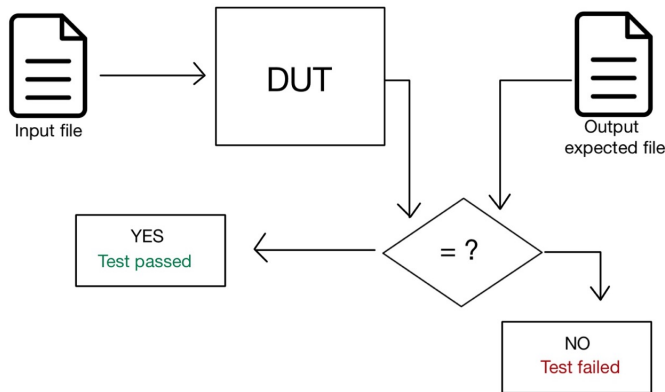 Input file
DUT
Output
expected file
= ?
YES
Test passed
NO
Test failed